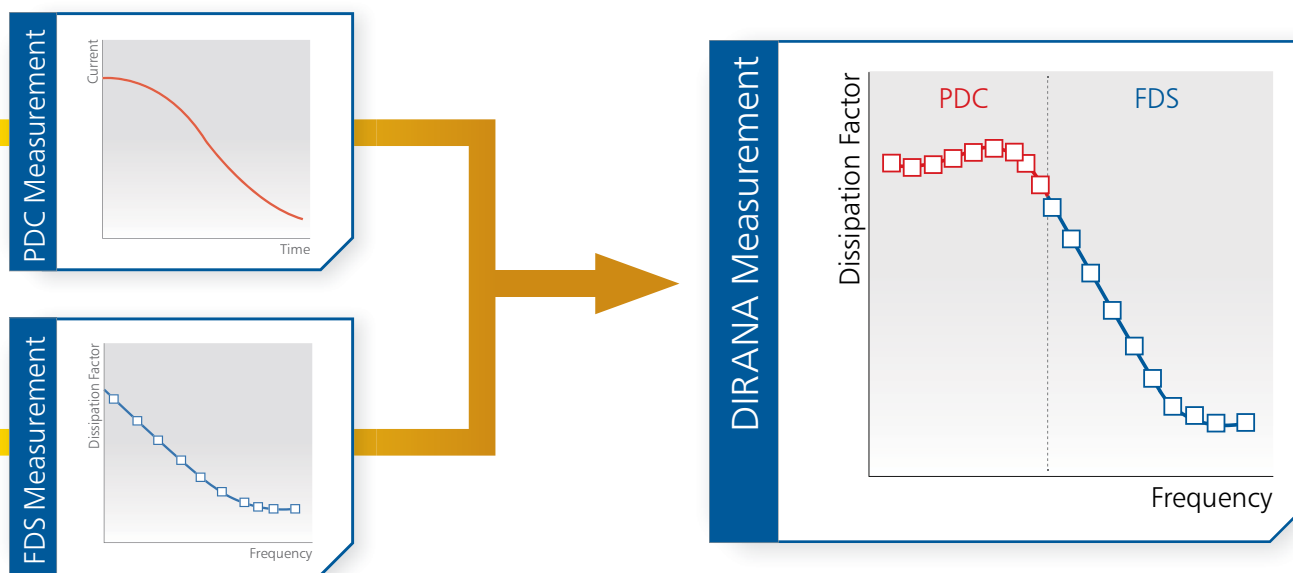 PDC Measurement
Current
Time
FDS Measurement
Dissipation Factor
Frequency
DIRANA Measurement
Dissipation Factor
PDC
FDS
Frequency